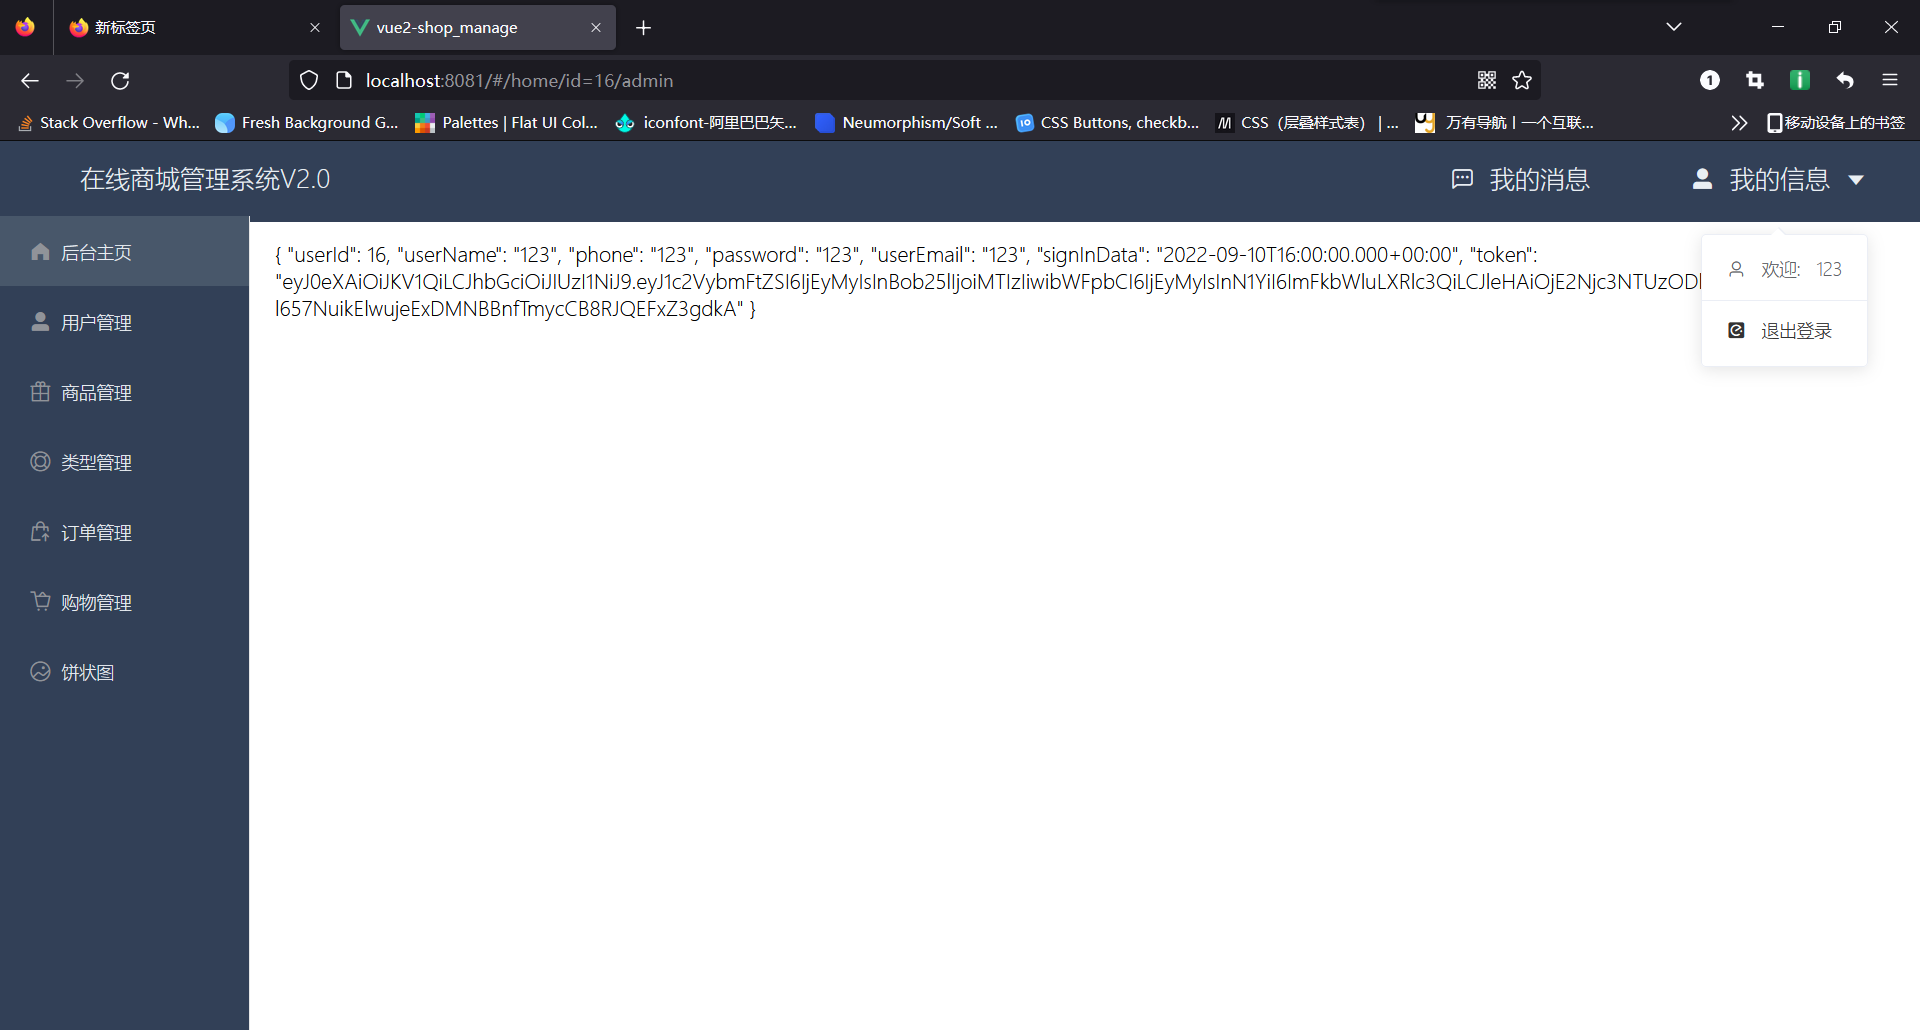 新标签页
vue2-shop_manage
localhost:8081/#/home/id=16/admin
Stack Overflow - Wh...
Fresh Background G...
Palettes | Flat UI Col...
iconfont-阿里巴巴矢...
Neumorphism/Soft ...
CSS Buttons, checkb...
CSS（层叠样式表） | ...
万有导航丨一个互联...
移动设备上的书签
在线商城管理系统V2.0
我的消息
我的信息
后台主页
用户管理
商品管理
类型管理
订单管理
购物管理
饼状图
{ "userId": 16, "userName": "123", "phone": "123", "password": "123", "userEmail": "123", "signInData": "2022-09-10T16:00:00.000+00:00", "token":
"eyJ0eXAiOiJKV1QiLCJhbGciOiJIUzI1NiJ9.eyJ1c2VybmFtZSI6IjEyMyIsInBob25lIjoiMTIzIiwibWFpbCI6IjEyMyIsInN1YiI6ImFkbWluLXRlc3QiLCJleHAiOjE2Njc3NTUzODl
l657NuikElwujeExDMNBBnfTmycCB8RJQEFxZ3gdkA" }
欢迎: 123
退出登录